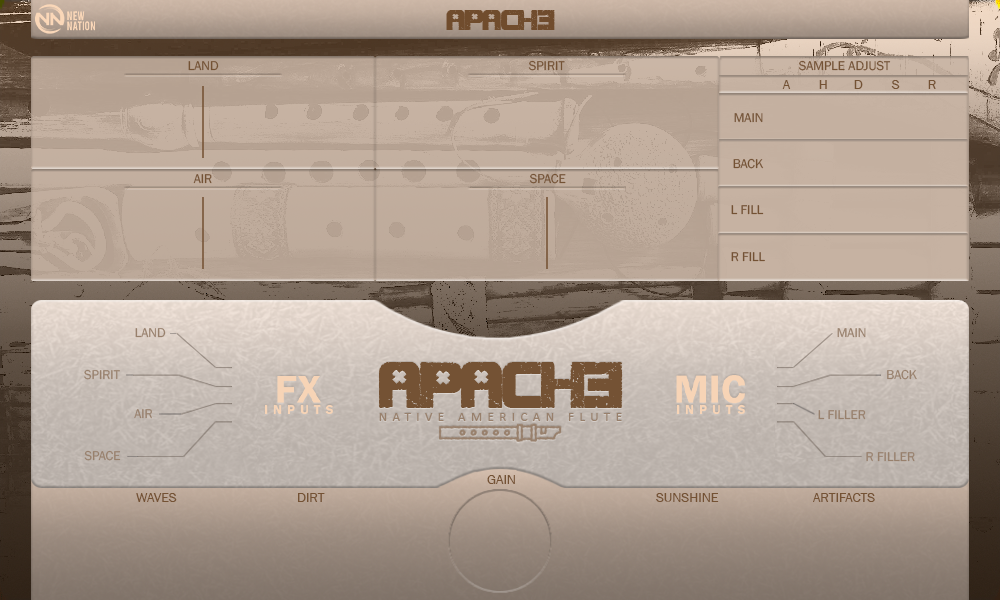 NEW
NATION
APACHE
LAND
SPIRIT
SAMPLE ADJUST
A H D S R
MAIN
BACK
L FILL
R FILL
AIR
SPACE
LAND
SPIRIT
AIR
SPACE
FX
INPUTS
APACHE
NATIVE AMERICAN FLUTE
MIC
INPUTS
MAIN
BACK
L FILLER
R FILLER
GAIN
WAVES
DIRT
SUNSHINE
ARTIFACTS